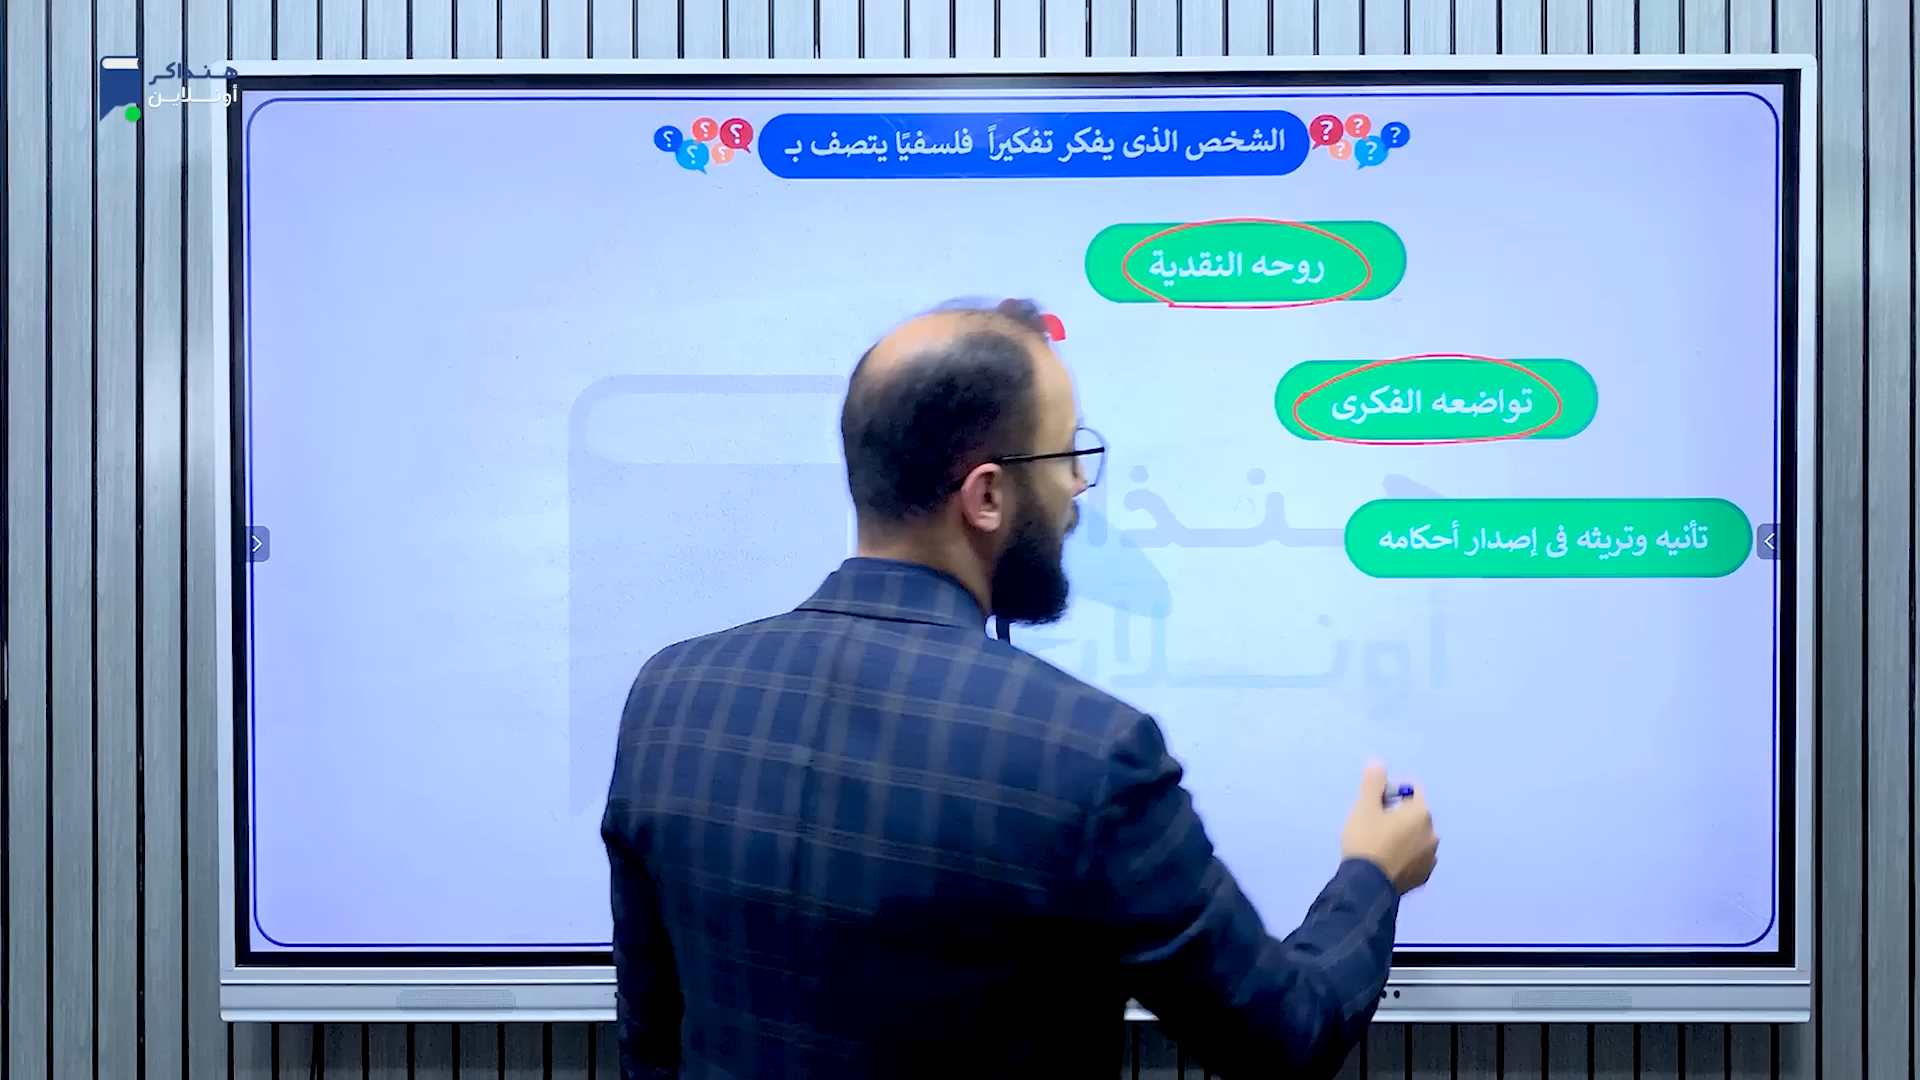 هنذاكر
أونلاين
الشخص الذى يفكر تفكيراً فلسفيًا يتصف بـ
روحه النقدية
تواضعه الفكرى
تأنيه وتريثه فى إصدار أحكامه